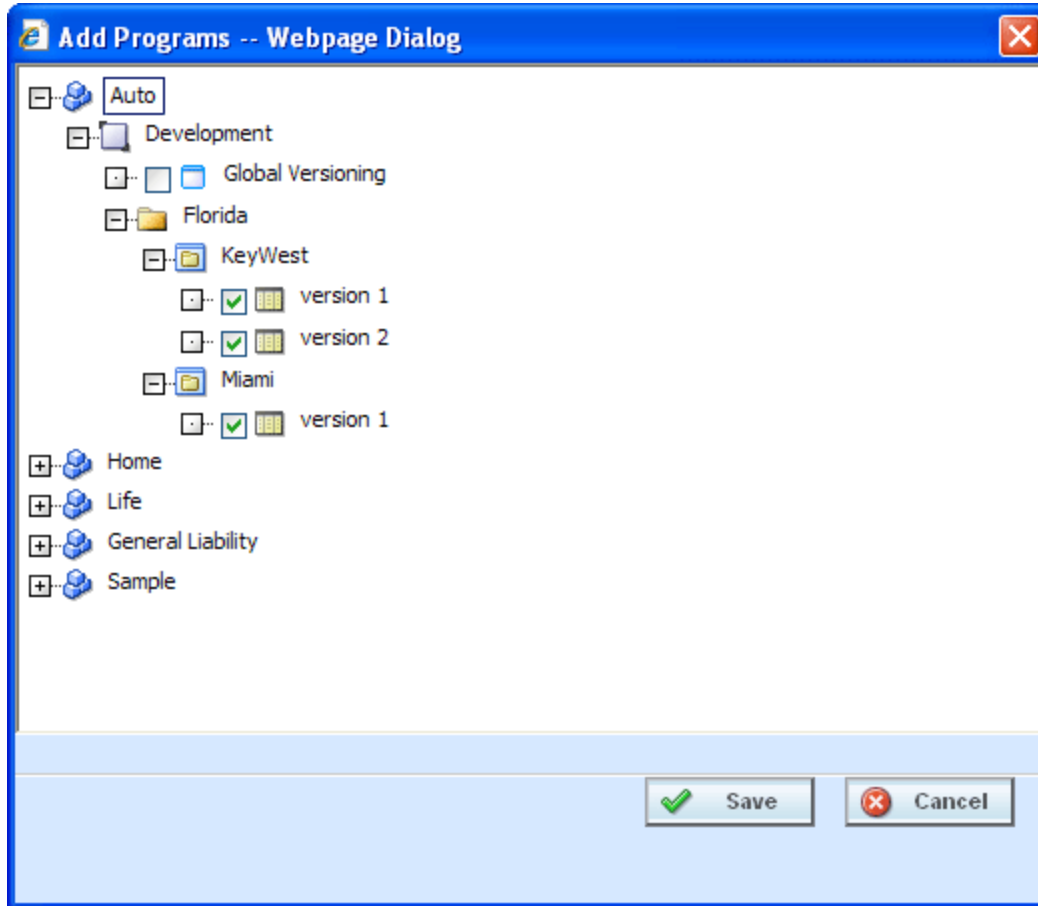 Add Programs -- Webpage Dialog
Auto
Development
Global Versioning
Florida
KeyWest
version 1
version 2
Miami
version 1
Home
Life
General Liability
Sample
Save
Cancel